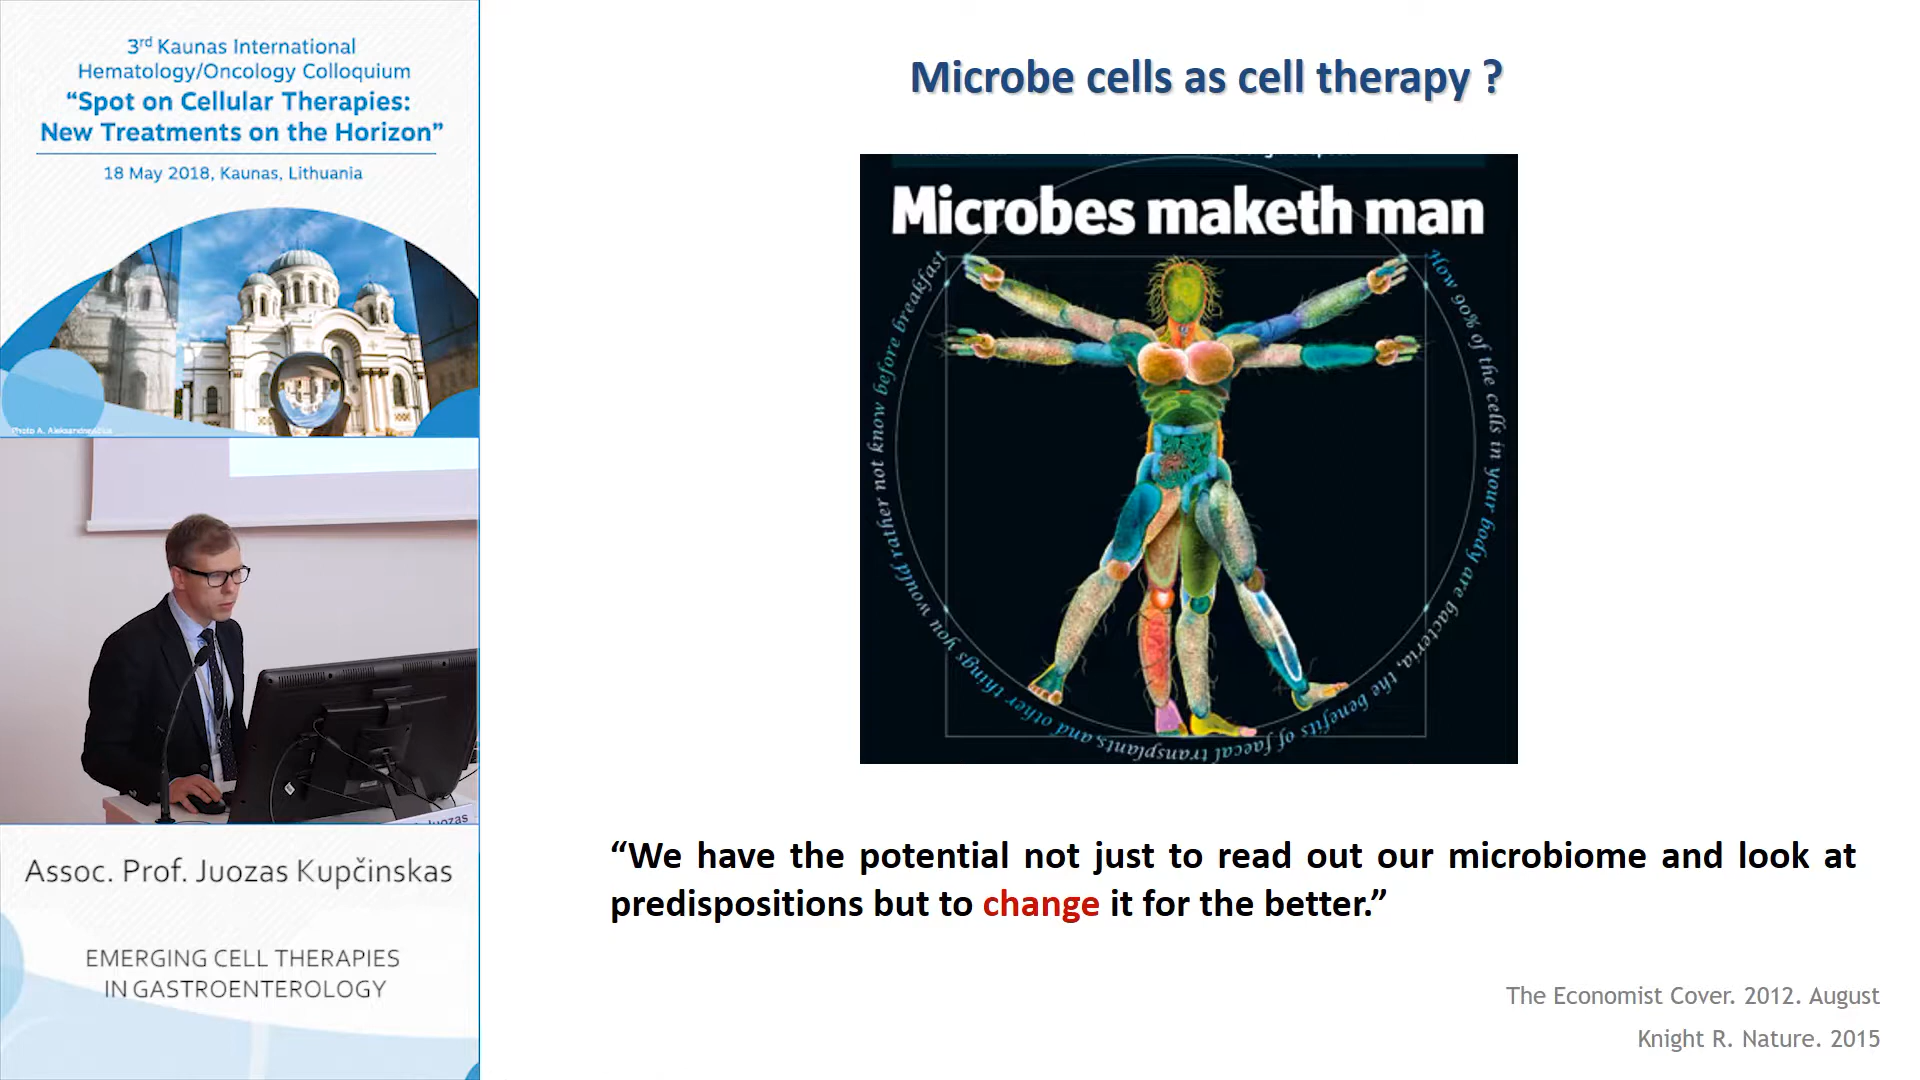 3rd Kaunas International
Hematology/Oncology Colloquium
“Spot on Cellular Therapies:
New Treatments on the Horizon”
18 May 2018, Kaunas, Lithuania
Photo A. Aleksandravičius
Juozas
Assoc. Prof. Juozas Kupčinskas
EMERGING CELL THERAPIES
IN GASTROENTEROLOGY
Microbe cells as cell therapy ?
Microbes maketh man
How 90% of the cells in your body are bacteria, the benefits of faecal transplants, and other things you would rather not know before breakfast
“We have the potential not just to read out our microbiome and look at
predispositions but to change it for the better.”
The Economist Cover. 2012. August
Knight R. Nature. 2015